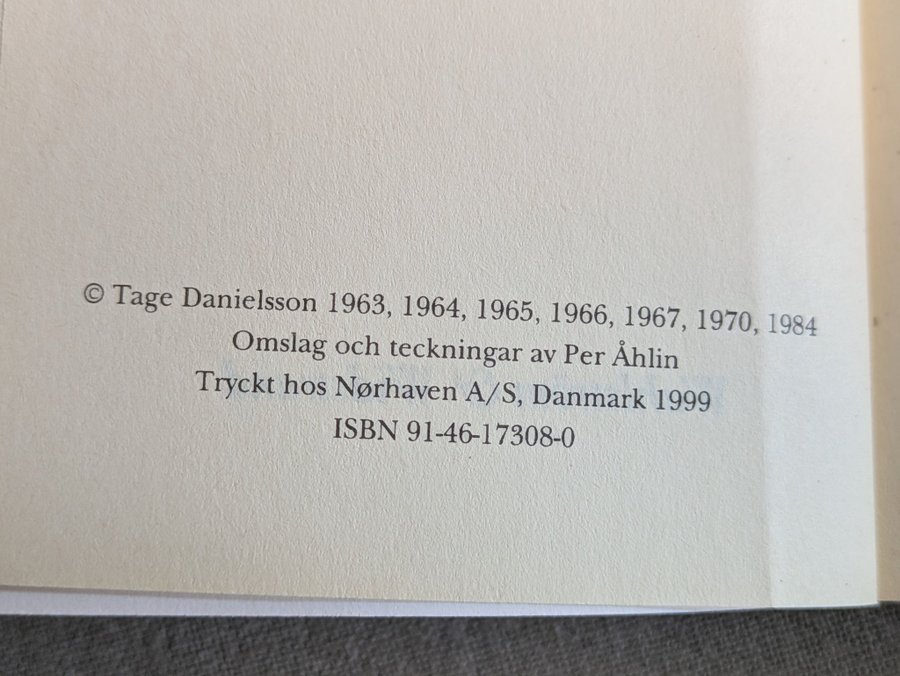 © Tage Danielsson 1963, 1964, 1965, 1966, 1967, 1970, 1984
Omslag och teckningar av Per Åhlin
Tryckt hos Nørhaven A/S, Danmark 1999
ISBN 91-46-17308-0